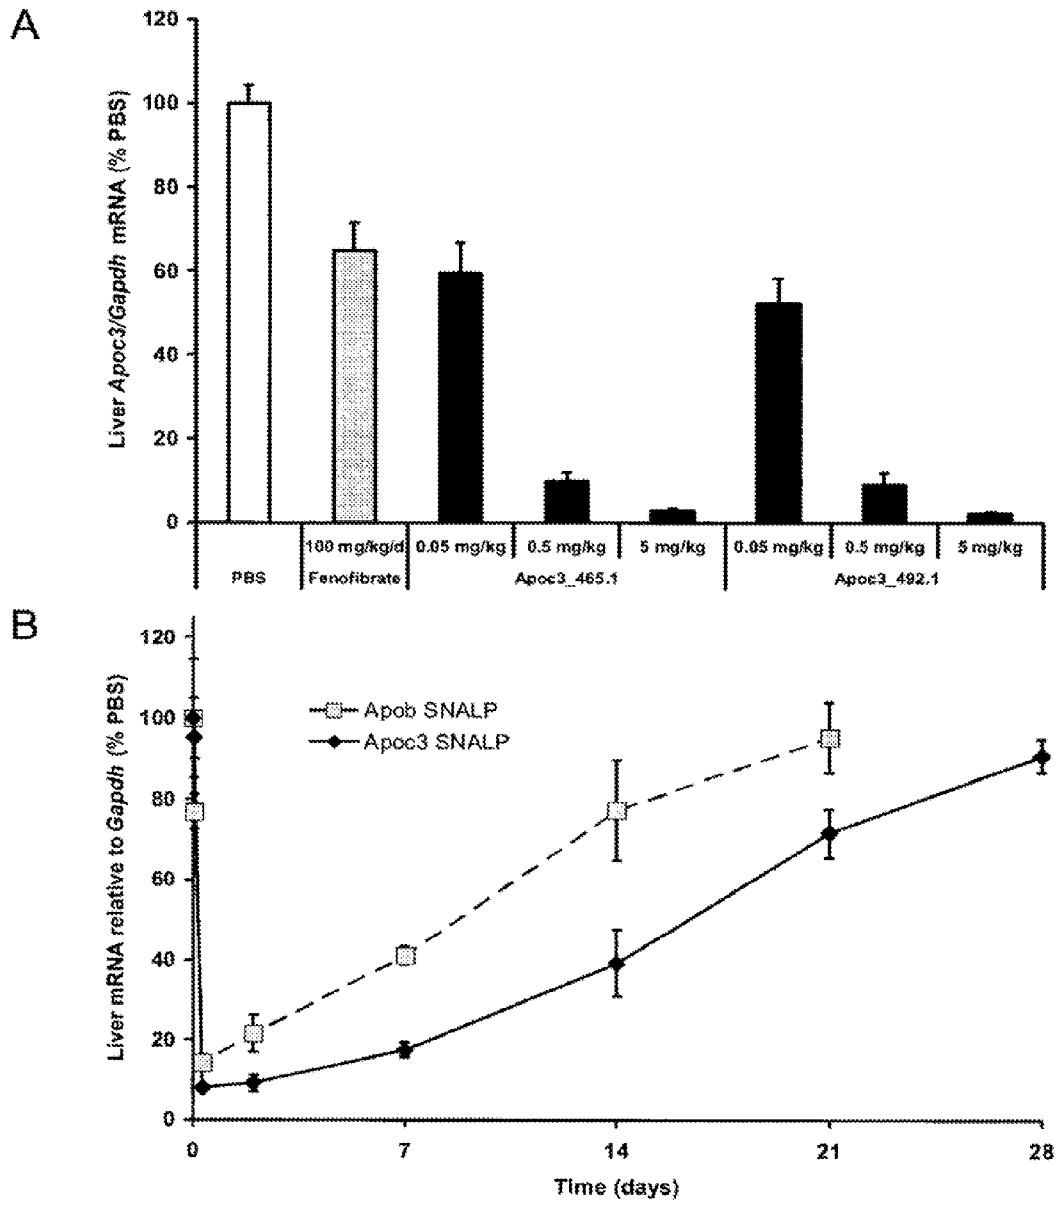 A
Liver Apoc3/Gapdh mRNA (% PBS)
120
100
80
60
40
20
0
100 mg/kg/d 0.05 mg/kg 0.5 mg/kg 5 mg/kg 0.05 mg/kg 0.5 mg/kg 5 mg/kg
PBS Fenofibrate Apoc3_465.1 Apoc3_492.1
B
Liver mRNA relative to Gapdh (% PBS)
120
100
80
60
40
20
0
Apob SNALP
Apoc3 SNALP
0 7 14 21 28
Time (days)